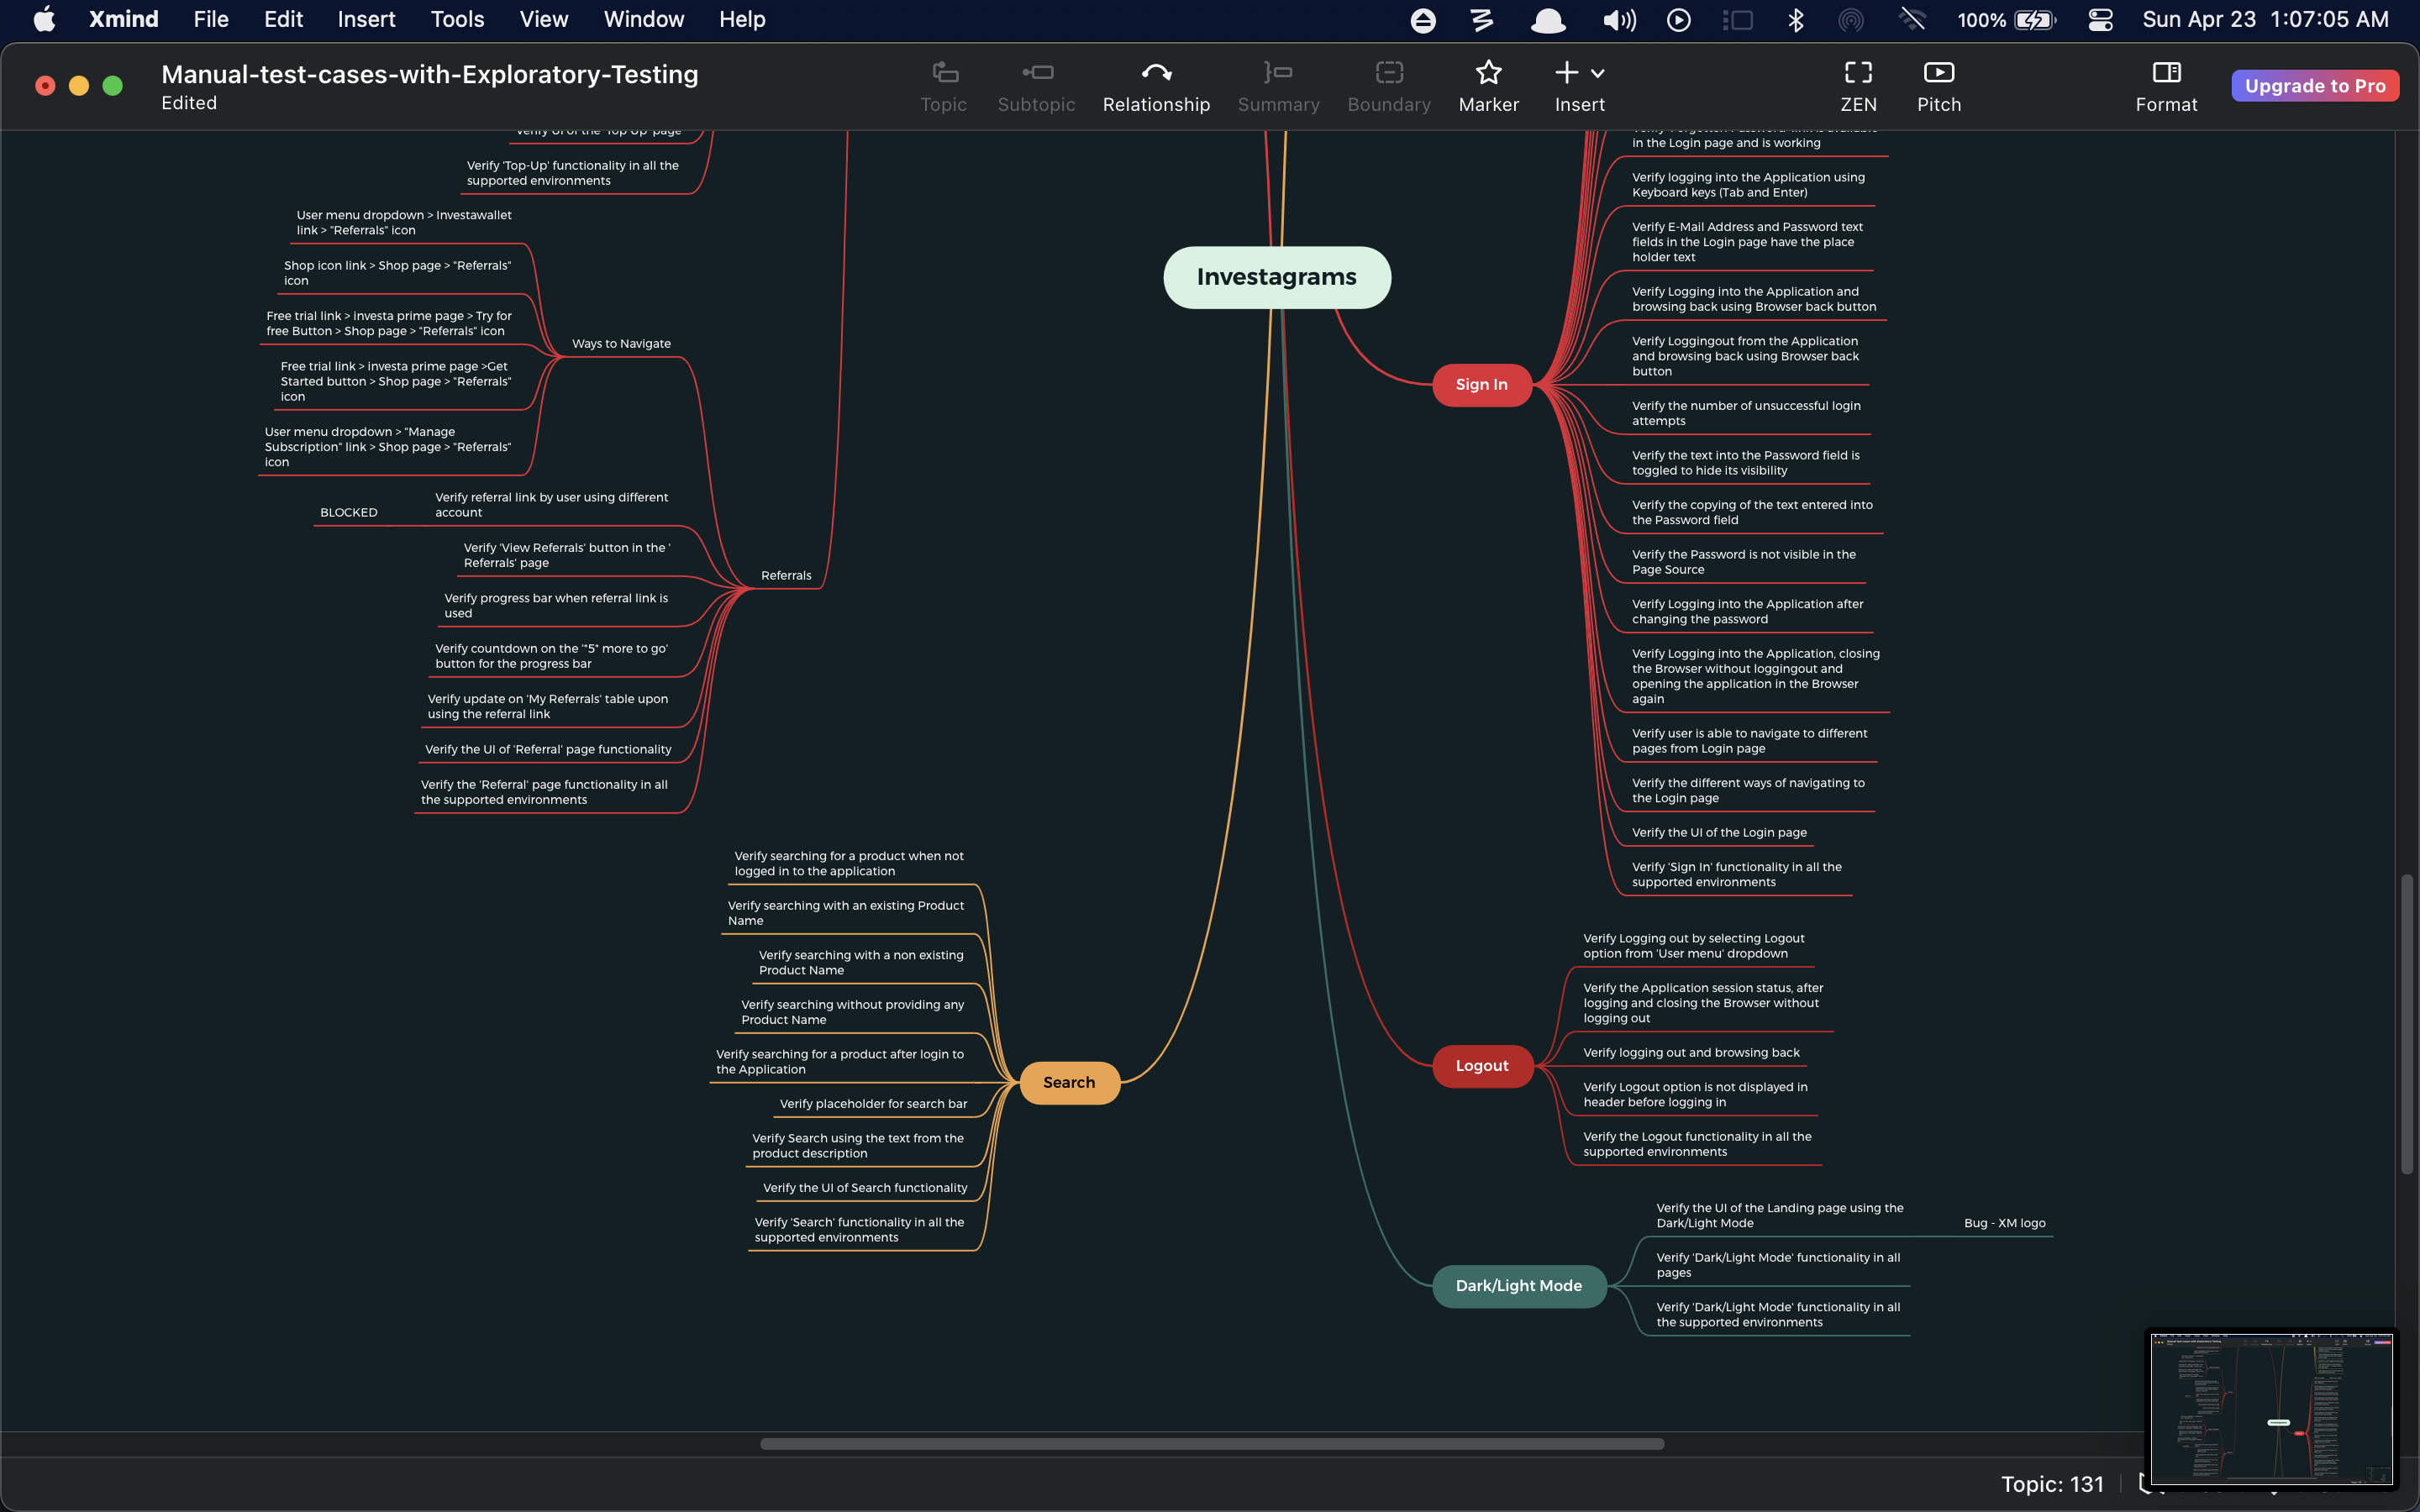 Xmind File Edit Insert Tools View Window Help
100% Sun Apr 23 1:07:05 AM
Manual-test-cases-with-Exploratory-Testing
Edited
Topic Subtopic Relationship Summary Boundary Marker Insert
ZEN Pitch Format Upgrade to Pro
Verify UI of the 'Top Up' page
Verify 'Top-Up' functionality in all the
supported environments
User menu dropdown > Investawallet
link > "Referrals" icon
Shop icon link > Shop page > "Referrals"
icon
Free trial link > investa prime page > Try for
free Button > Shop page > "Referrals" icon
Free trial link > investa prime page >Get
Started button > Shop page > "Referrals"
icon
User menu dropdown > "Manage
Subscription" link > Shop page > "Referrals"
icon
Ways to Navigate
BLOCKED
Verify referral link by user using different
account
Verify 'View Referrals' button in the '
Referrals' page
Verify progress bar when referral link is
used
Verify countdown on the '*5* more to go'
button for the progress bar
Verify update on 'My Referrals' table upon
using the referral link
Verify the UI of 'Referral' page functionality
Verify the 'Referral' page functionality in all
the supported environments
Referrals
Verify searching for a product when not
logged in to the application
Verify searching with an existing Product
Name
Verify searching with a non existing
Product Name
Verify searching without providing any
Product Name
Verify searching for a product after login to
the Application
Verify placeholder for search bar
Verify Search using the text from the
product description
Verify the UI of Search functionality
Verify 'Search' functionality in all the
supported environments
Search
Investagrams
Sign In
Verify 'Forgotten Password' link is available
in the Login page and is working
Verify logging into the Application using
Keyboard keys (Tab and Enter)
Verify E-Mail Address and Password text
fields in the Login page have the place
holder text
Verify Logging into the Application and
browsing back using Browser back button
Verify Loggingout from the Application
and browsing back using Browser back
button
Verify the number of unsuccessful login
attempts
Verify the text into the Password field is
toggled to hide its visibility
Verify the copying of the text entered into
the Password field
Verify the Password is not visible in the
Page Source
Verify Logging into the Application after
changing the password
Verify Logging into the Application, closing
the Browser without loggingout and
opening the application in the Browser
again
Verify user is able to navigate to different
pages from Login page
Verify the different ways of navigating to
the Login page
Verify the UI of the Login page
Verify 'Sign In' functionality in all the
supported environments
Logout
Verify Logging out by selecting Logout
option from 'User menu' dropdown
Verify the Application session status, after
logging and closing the Browser without
logging out
Verify logging out and browsing back
Verify Logout option is not displayed in
header before logging in
Verify the Logout functionality in all the
supported environments
Dark/Light Mode
Verify the UI of the Landing page using the
Dark/Light Mode
Bug - XM logo
Verify 'Dark/Light Mode' functionality in all
pages
Verify 'Dark/Light Mode' functionality in all
the supported environments
Topic: 131